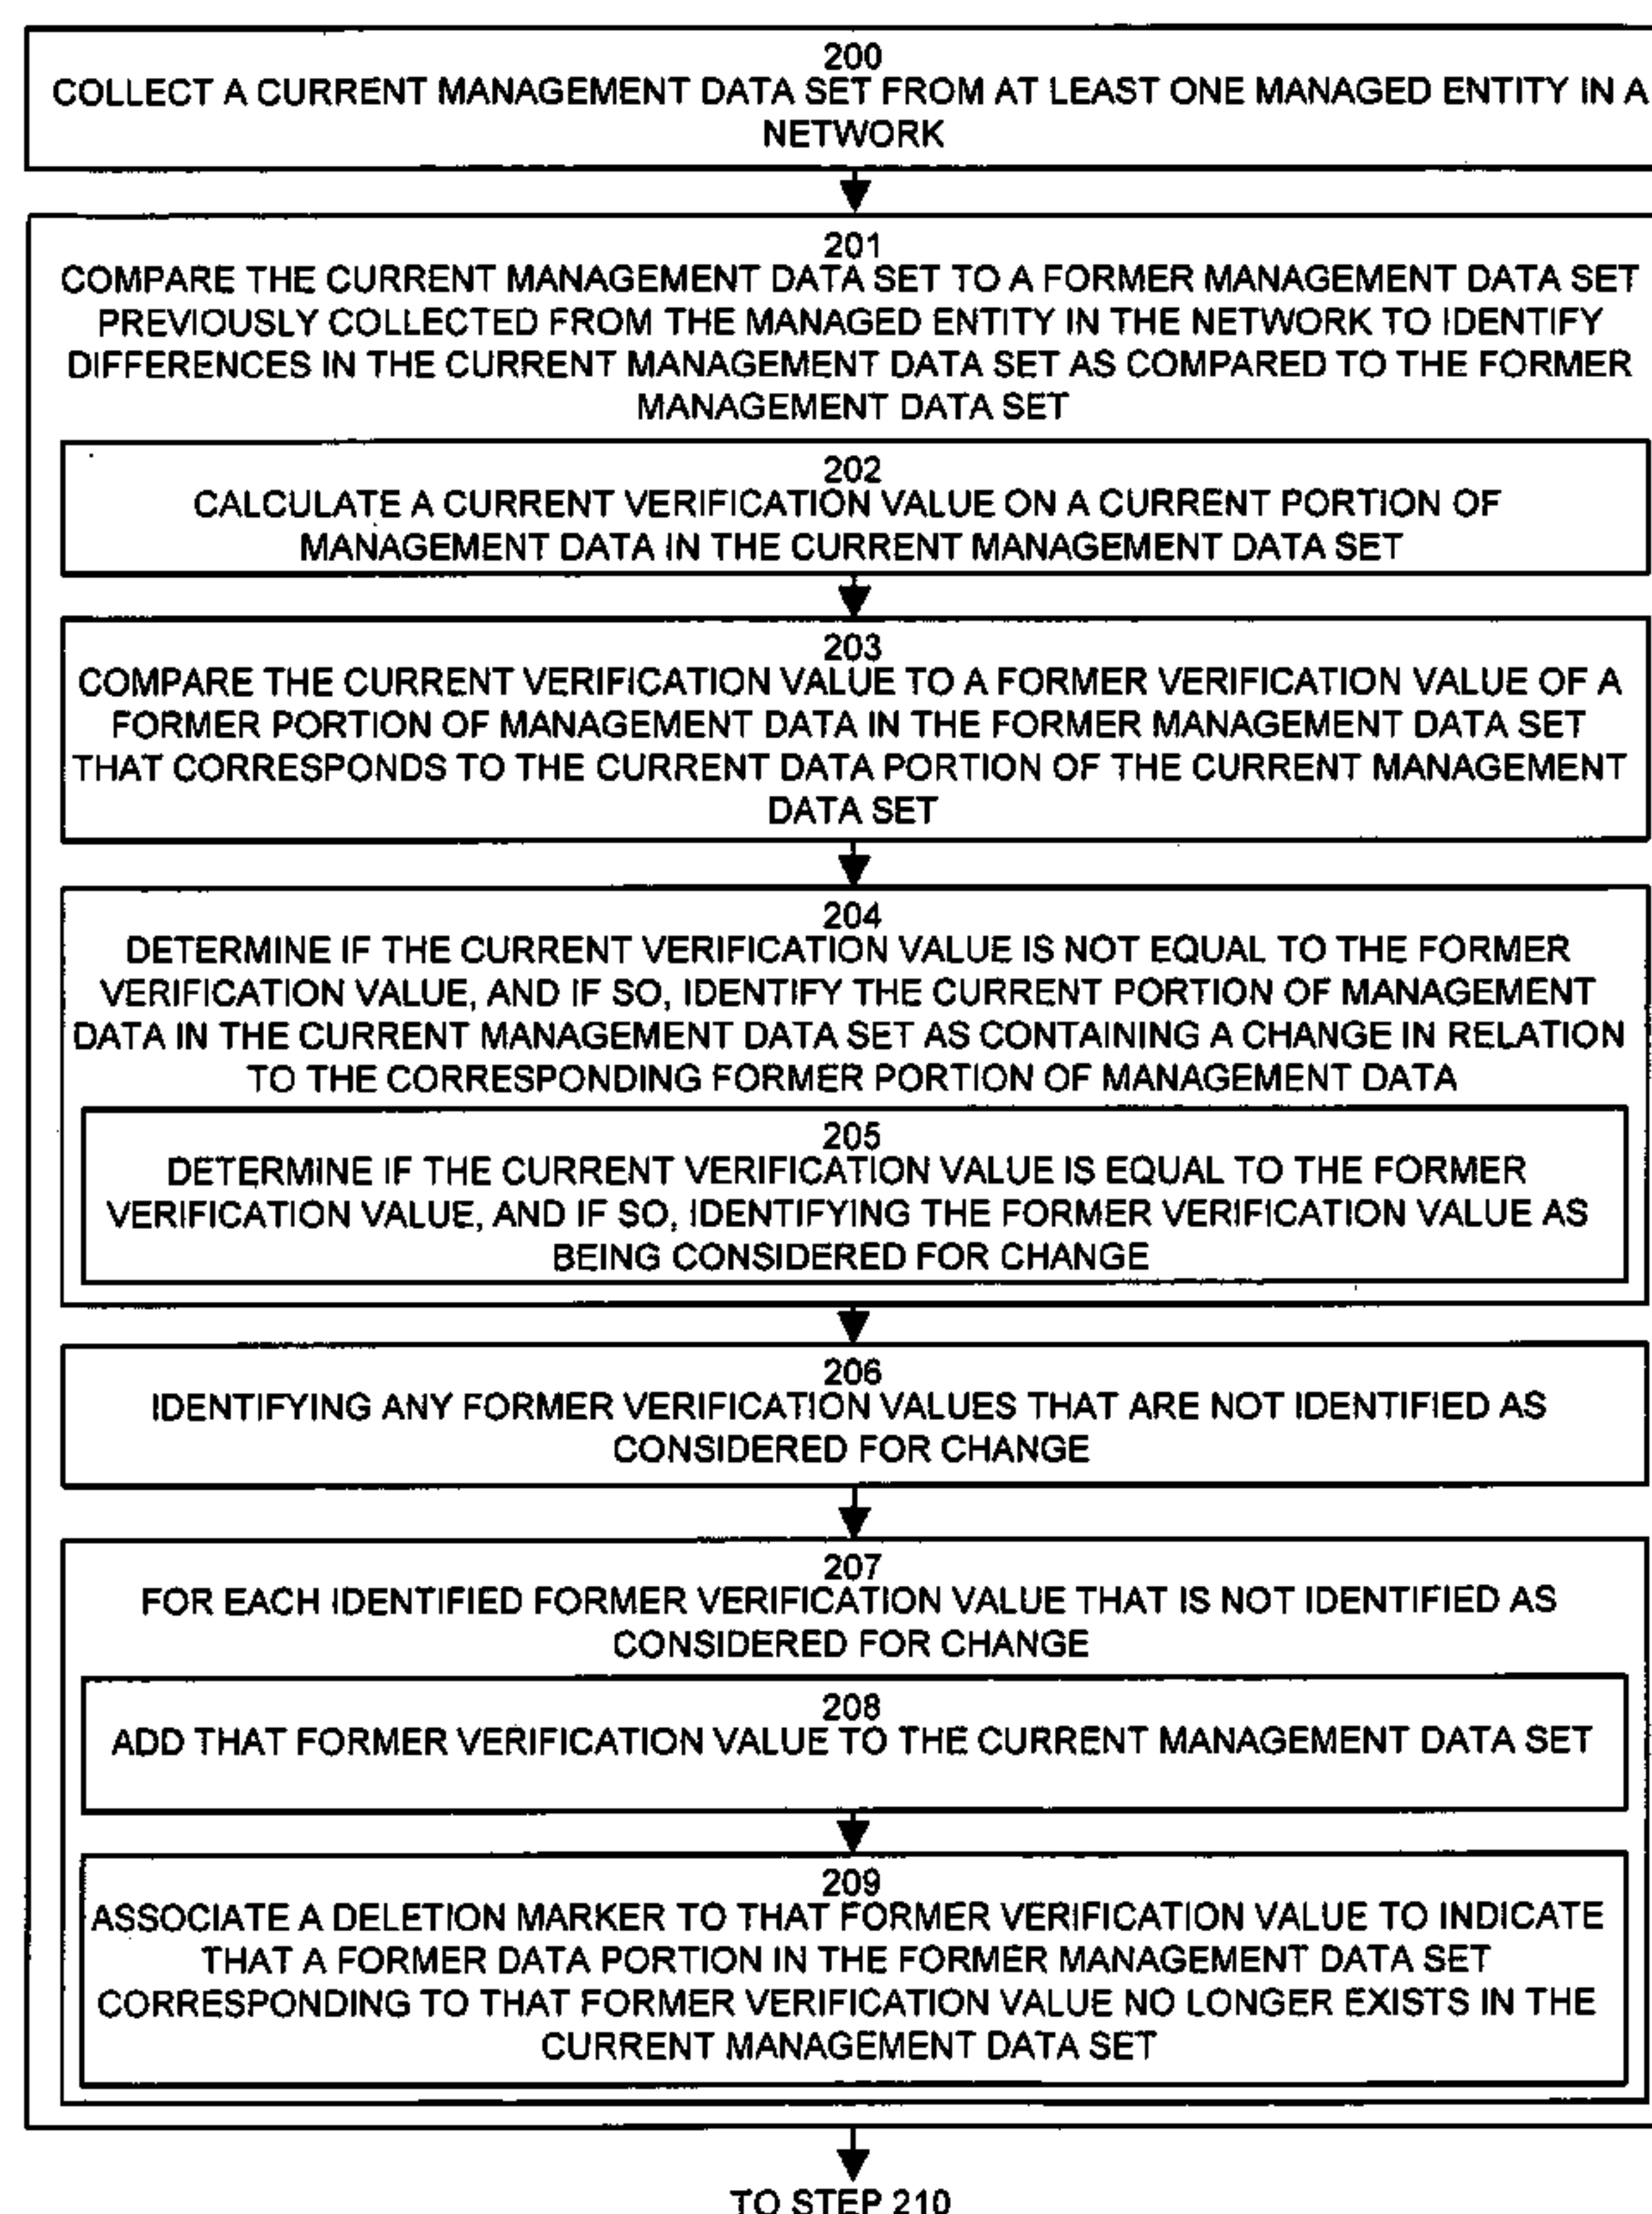 200
COLLECT A CURRENT MANAGEMENT DATA SET FROM AT LEAST ONE MANAGED ENTITY IN A
NETWORK
201
COMPARE THE CURRENT MANAGEMENT DATA SET TO A FORMER MANAGEMENT DATA SET
PREVIOUSLY COLLECTED FROM THE MANAGED ENTITY IN THE NETWORK TO IDENTIFY
DIFFERENCES IN THE CURRENT MANAGEMENT DATA SET AS COMPARED TO THE FORMER
MANAGEMENT DATA SET
202
CALCULATE A CURRENT VERIFICATION VALUE ON A CURRENT PORTION OF
MANAGEMENT DATA IN THE CURRENT MANAGEMENT DATA SET
203
COMPARE THE CURRENT VERIFICATION VALUE TO A FORMER VERIFICATION VALUE OF A
FORMER PORTION OF MANAGEMENT DATA IN THE FORMER MANAGEMENT DATA SET
THAT CORRESPONDS TO THE CURRENT DATA PORTION OF THE CURRENT MANAGEMENT
DATA SET
204
DETERMINE IF THE CURRENT VERIFICATION VALUE IS NOT EQUAL TO THE FORMER
VERIFICATION VALUE, AND IF SO, IDENTIFY THE CURRENT PORTION OF MANAGEMENT
DATA IN THE CURRENT MANAGEMENT DATA SET AS CONTAINING A CHANGE IN RELATION
TO THE CORRESPONDING FORMER PORTION OF MANAGEMENT DATA
205
DETERMINE IF THE CURRENT VERIFICATION VALUE IS EQUAL TO THE FORMER
VERIFICATION VALUE, AND IF SO, IDENTIFYING THE FORMER VERIFICATION VALUE AS
BEING CONSIDERED FOR CHANGE
206
IDENTIFYING ANY FORMER VERIFICATION VALUES THAT ARE NOT IDENTIFIED AS
CONSIDERED FOR CHANGE
207
FOR EACH IDENTIFIED FORMER VERIFICATION VALUE THAT IS NOT IDENTIFIED AS
CONSIDERED FOR CHANGE
208
ADD THAT FORMER VERIFICATION VALUE TO THE CURRENT MANAGEMENT DATA SET
209
ASSOCIATE A DELETION MARKER TO THAT FORMER VERIFICATION VALUE TO INDICATE
THAT A FORMER DATA PORTION IN THE FORMER MANAGEMENT DATA SET
CORRESPONDING TO THAT FORMER VERIFICATION VALUE NO LONGER EXISTS IN THE
CURRENT MANAGEMENT DATA SET
TO STEP 210